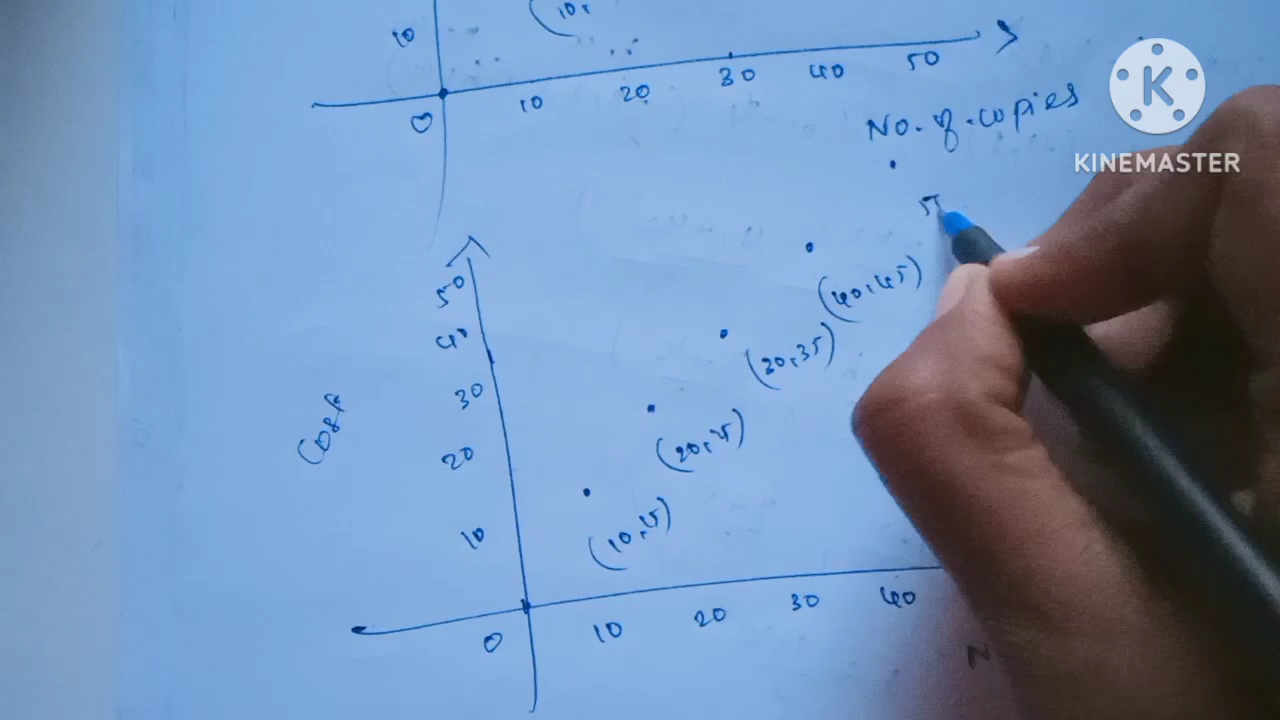 10
(10,
0
10 20 30 40 50
No. of. copies
KINEMASTER
50
40
30
20
10
Cost
(40,45)
(30,35)
(20,25)
(10,15)
0
10 20 30 40
N